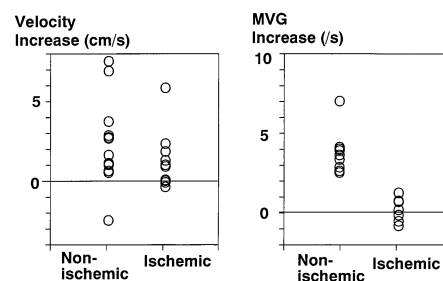 Velocity
Increase (cm/s)
5
0
Non-
ischemic
Ischemic
MVG
Increase (/s)
10
5
0
Non-
ischemic
Ischemic